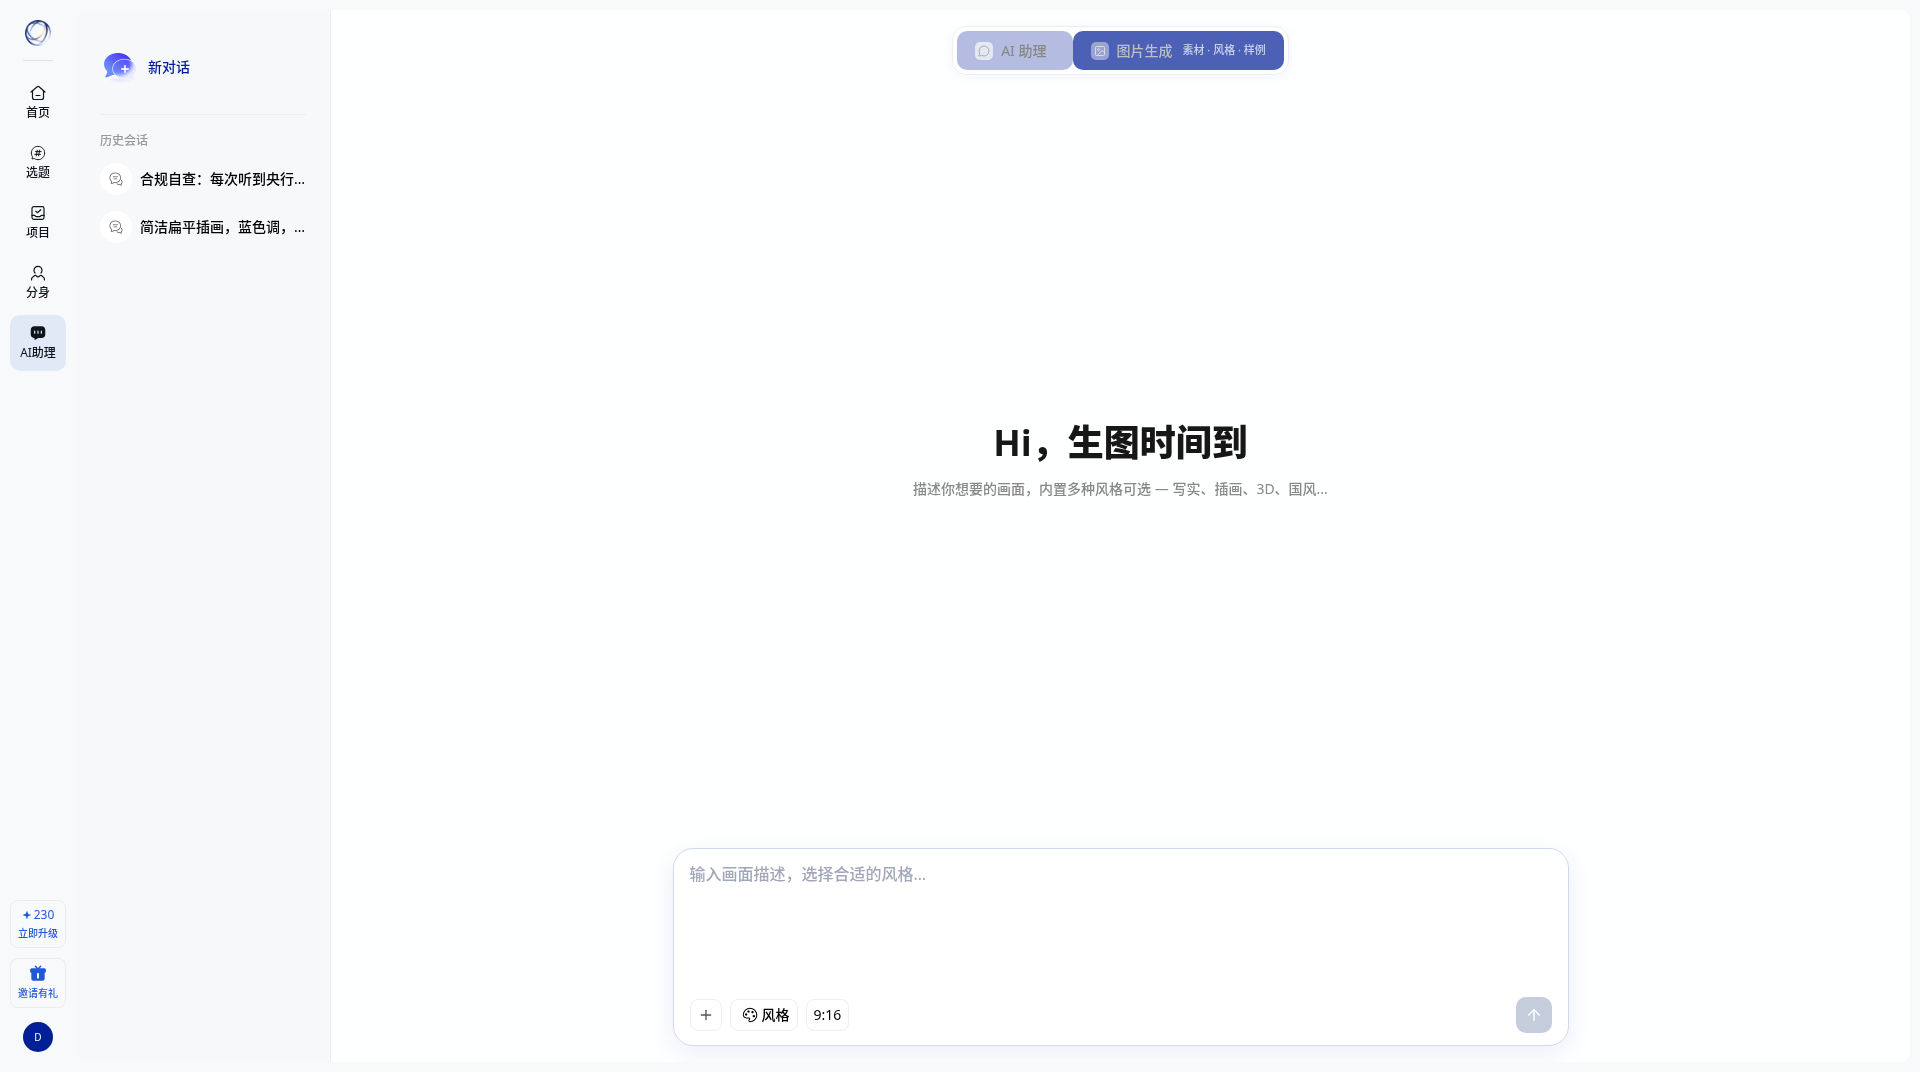 首页
选题
项目
分身
AI助理
230
立即升级
邀请有礼
D
新对话
历史会话
合规自查：每次听到央行...
简洁扁平插画，蓝色调，...
AI 助理
图片生成 素材 · 风格 · 样例
Hi，生图时间到
描述你想要的画面，内置多种风格可选 — 写实、插画、3D、国风...
输入画面描述，选择合适的风格...
风格
9:16